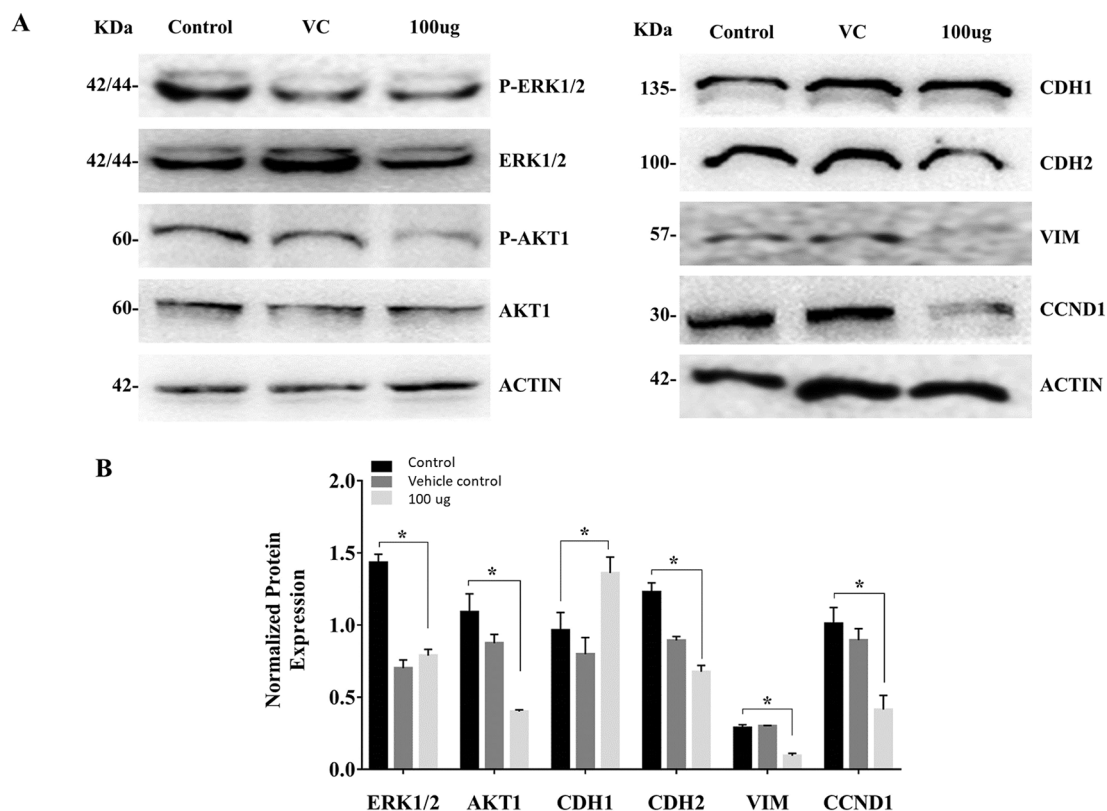 A
KDa Control VC 100ug
42/44- P-ERK1/2
42/44- ERK1/2
60- P-AKT1
60- AKT1
42- ACTIN
KDa Control VC 100ug
135- CDH1
100- CDH2
57- VIM
30- CCND1
42- ACTIN
B
Control
Vehicle control
100 ug
Normalized Protein
Expression
2.0
1.5
1.0
0.5
0.0
* * * * * *
ERK1/2 AKT1 CDH1 CDH2 VIM CCND1